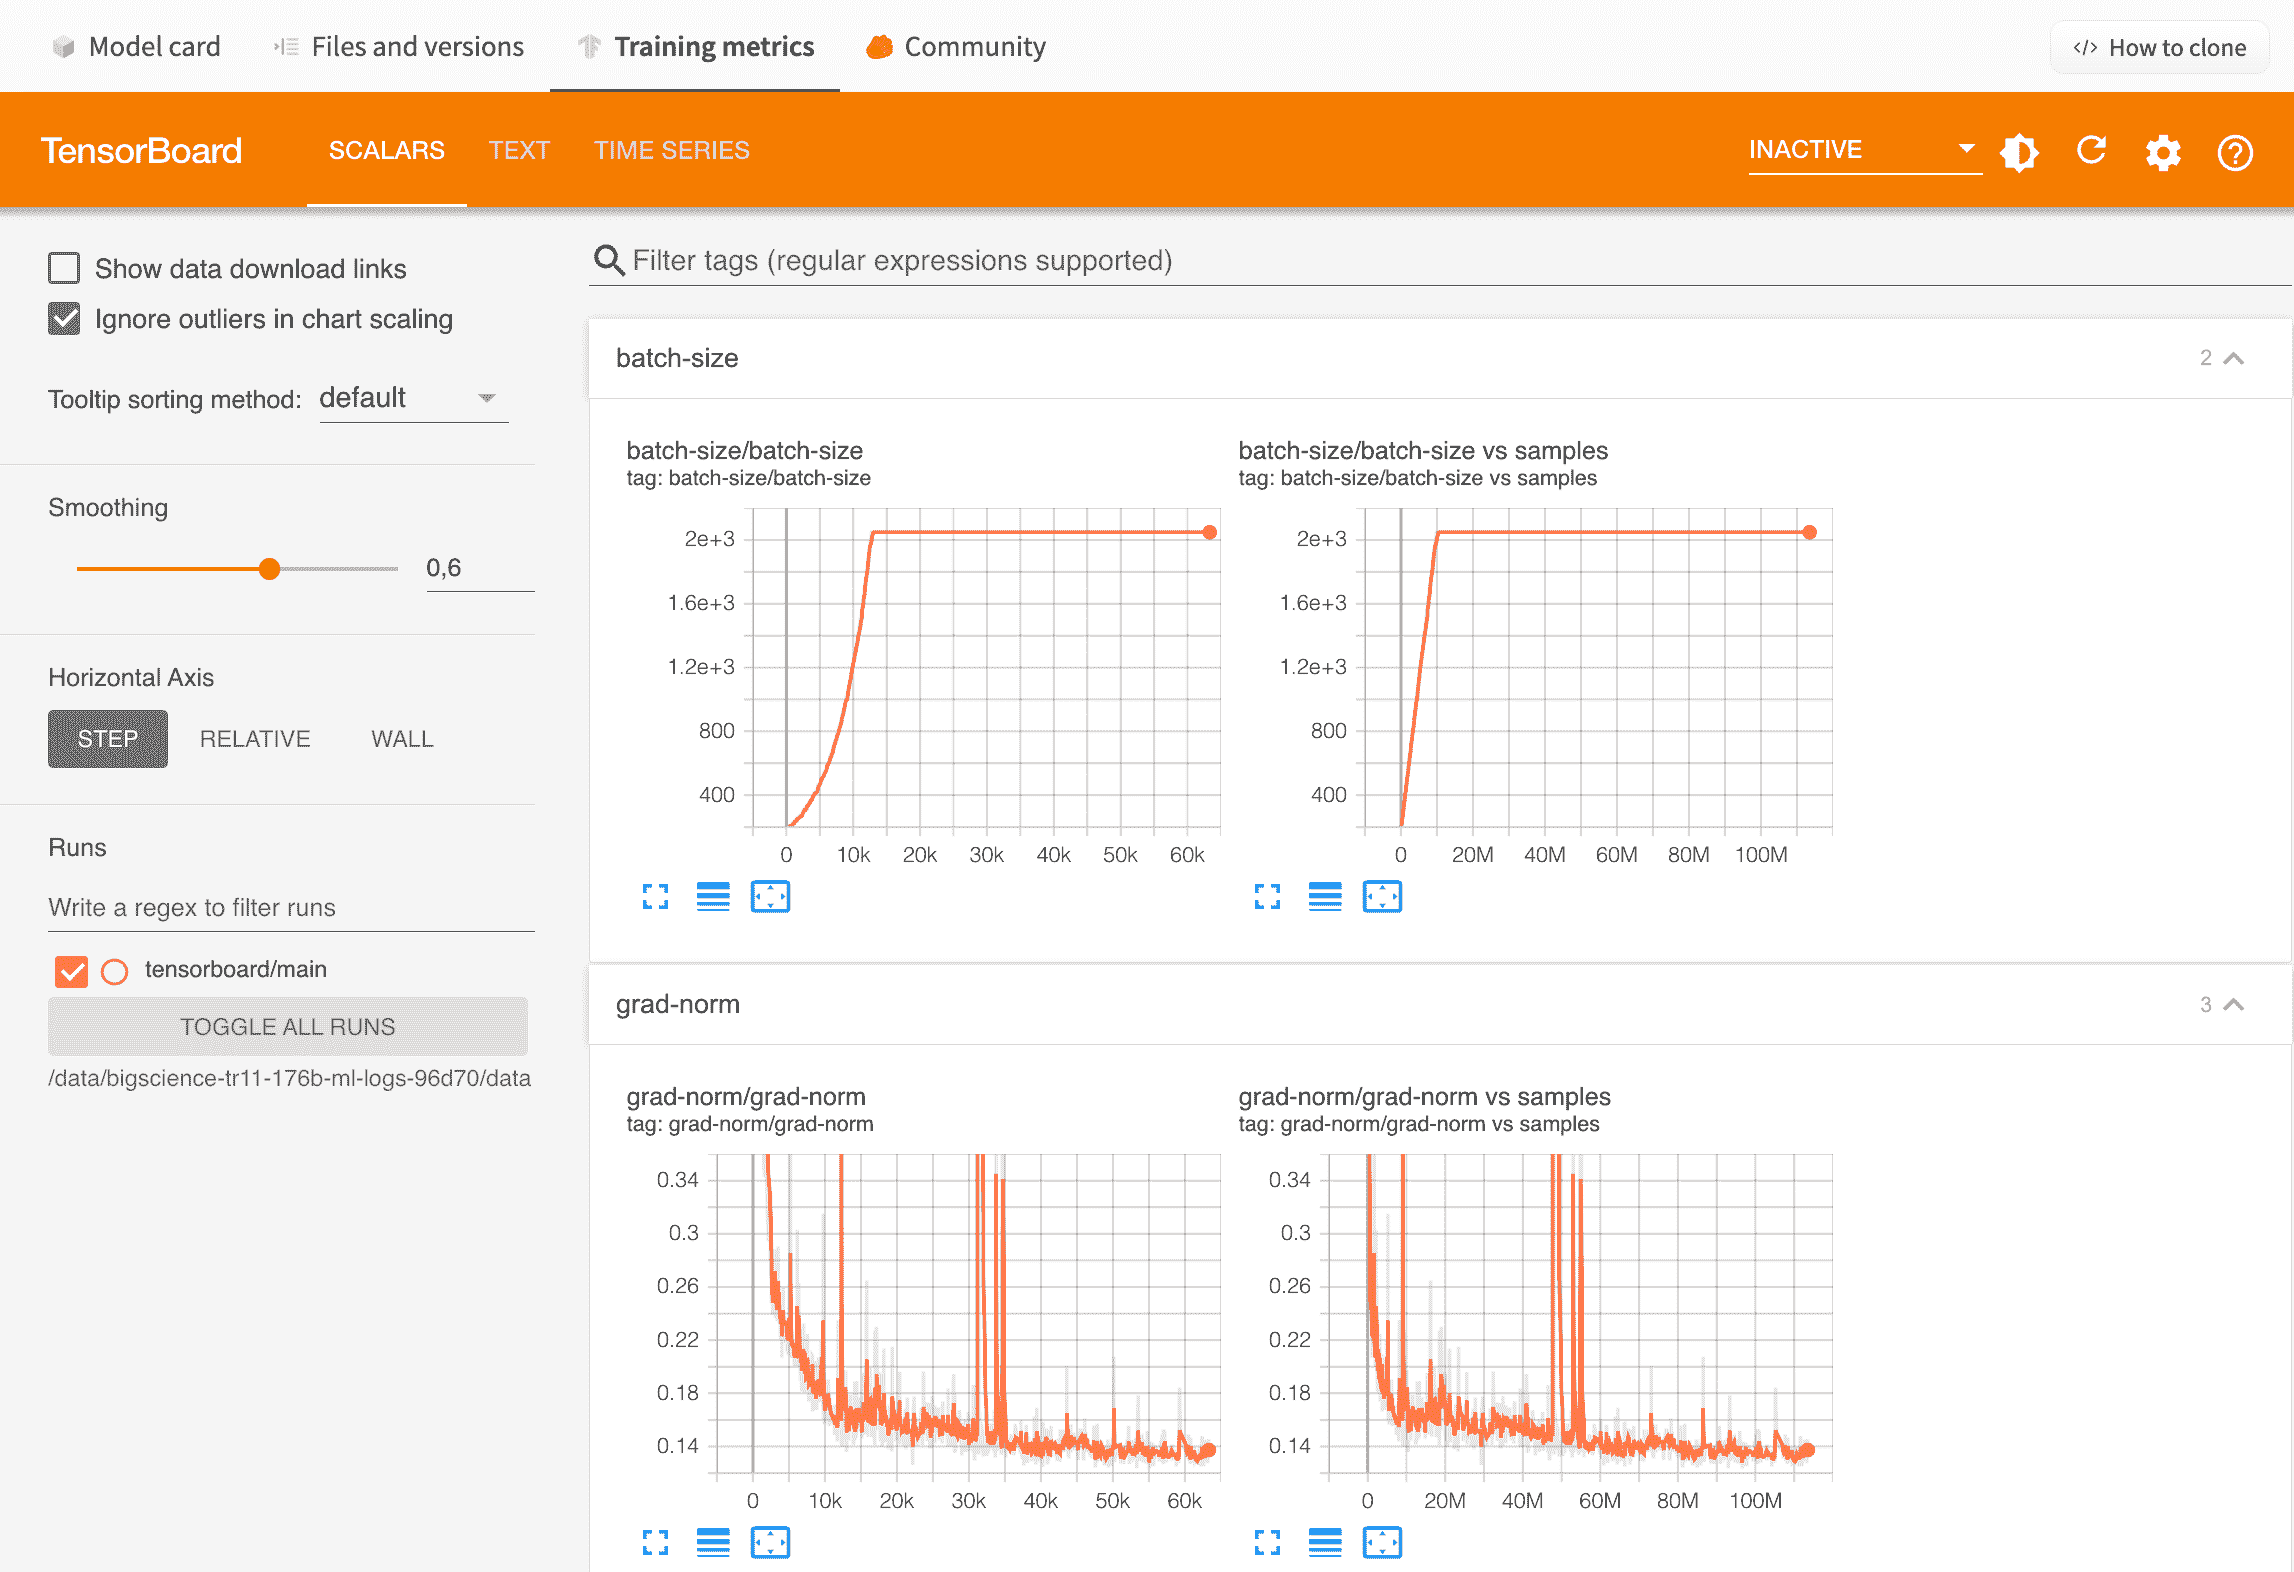 Model card
Files and versions
Training metrics
Community
</> How to clone
TensorBoard
SCALARS
TEXT
TIME SERIES
INACTIVE
Show data download links
Ignore outliers in chart scaling
Tooltip sorting method: default
Smoothing
0,6
Horizontal Axis
STEP
RELATIVE
WALL
Runs
Write a regex to filter runs
tensorboard/main
TOGGLE ALL RUNS
/data/bigscience-tr11-176b-ml-logs-96d70/data
Filter tags (regular expressions supported)
batch-size
2
batch-size/batch-size
tag: batch-size/batch-size
2e+3
1.6e+3
1.2e+3
800
400
0 10k 20k 30k 40k 50k 60k
batch-size/batch-size vs samples
tag: batch-size/batch-size vs samples
2e+3
1.6e+3
1.2e+3
800
400
0 20M 40M 60M 80M 100M
grad-norm
3
grad-norm/grad-norm
tag: grad-norm/grad-norm
0.34
0.3
0.26
0.22
0.18
0.14
0 10k 20k 30k 40k 50k 60k
grad-norm/grad-norm vs samples
tag: grad-norm/grad-norm vs samples
0.34
0.3
0.26
0.22
0.18
0.14
0 20M 40M 60M 80M 100M